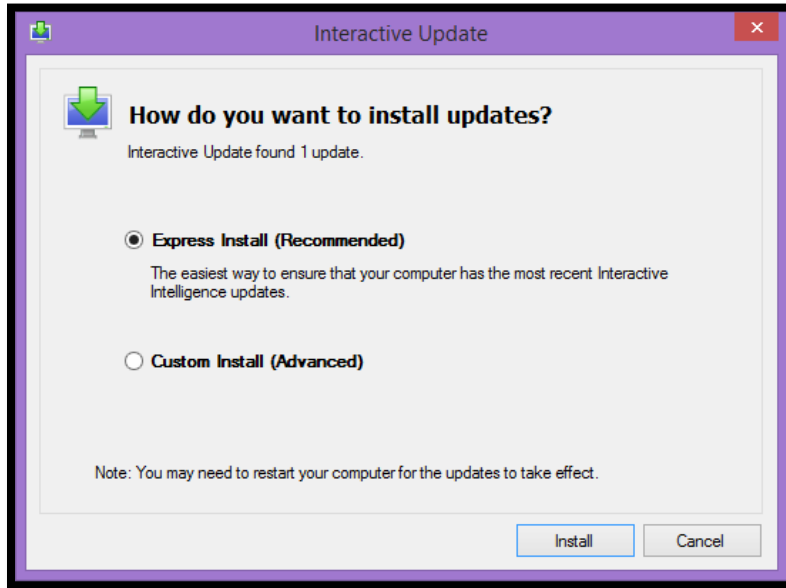 Interactive Update
How do you want to install updates?
Interactive Update found 1 update.
Express Install (Recommended)
The easiest way to ensure that your computer has the most recent Interactive
Intelligence updates.
Custom Install (Advanced)
Note: You may need to restart your computer for the updates to take effect.
Install Cancel